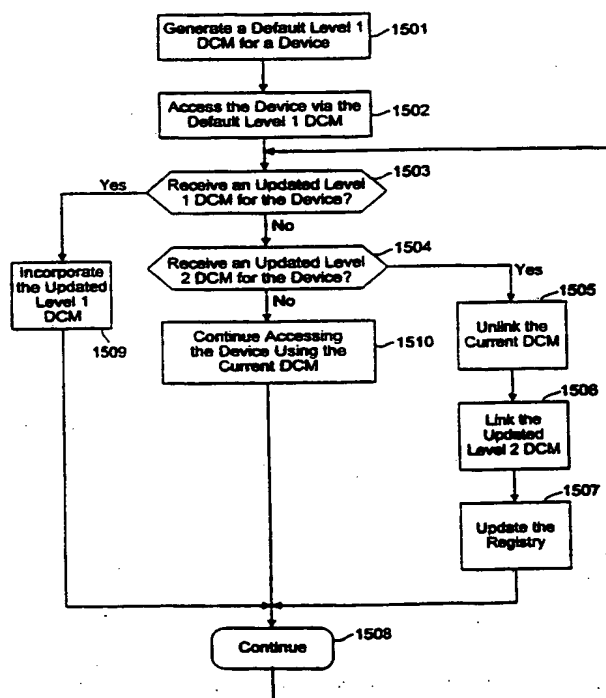 Generate a Default Level 1
DCM for a Device
1501
Access the Device via the
Default Level 1 DCM
1502
Receive an Updated Level
1 DCM for the Device?
1503
Yes
No
Receive an Updated Level
2 DCM for the Device?
1504
Yes
No
Incorporate
the Updated
Level 1
DCM
1509
Continue Accessing
the Device Using the
Current DCM
1510
Unlink the
Current DCM
1505
Link the
Updated
Level 2 DCM
1506
Update the
Registry
1507
Continue
1508